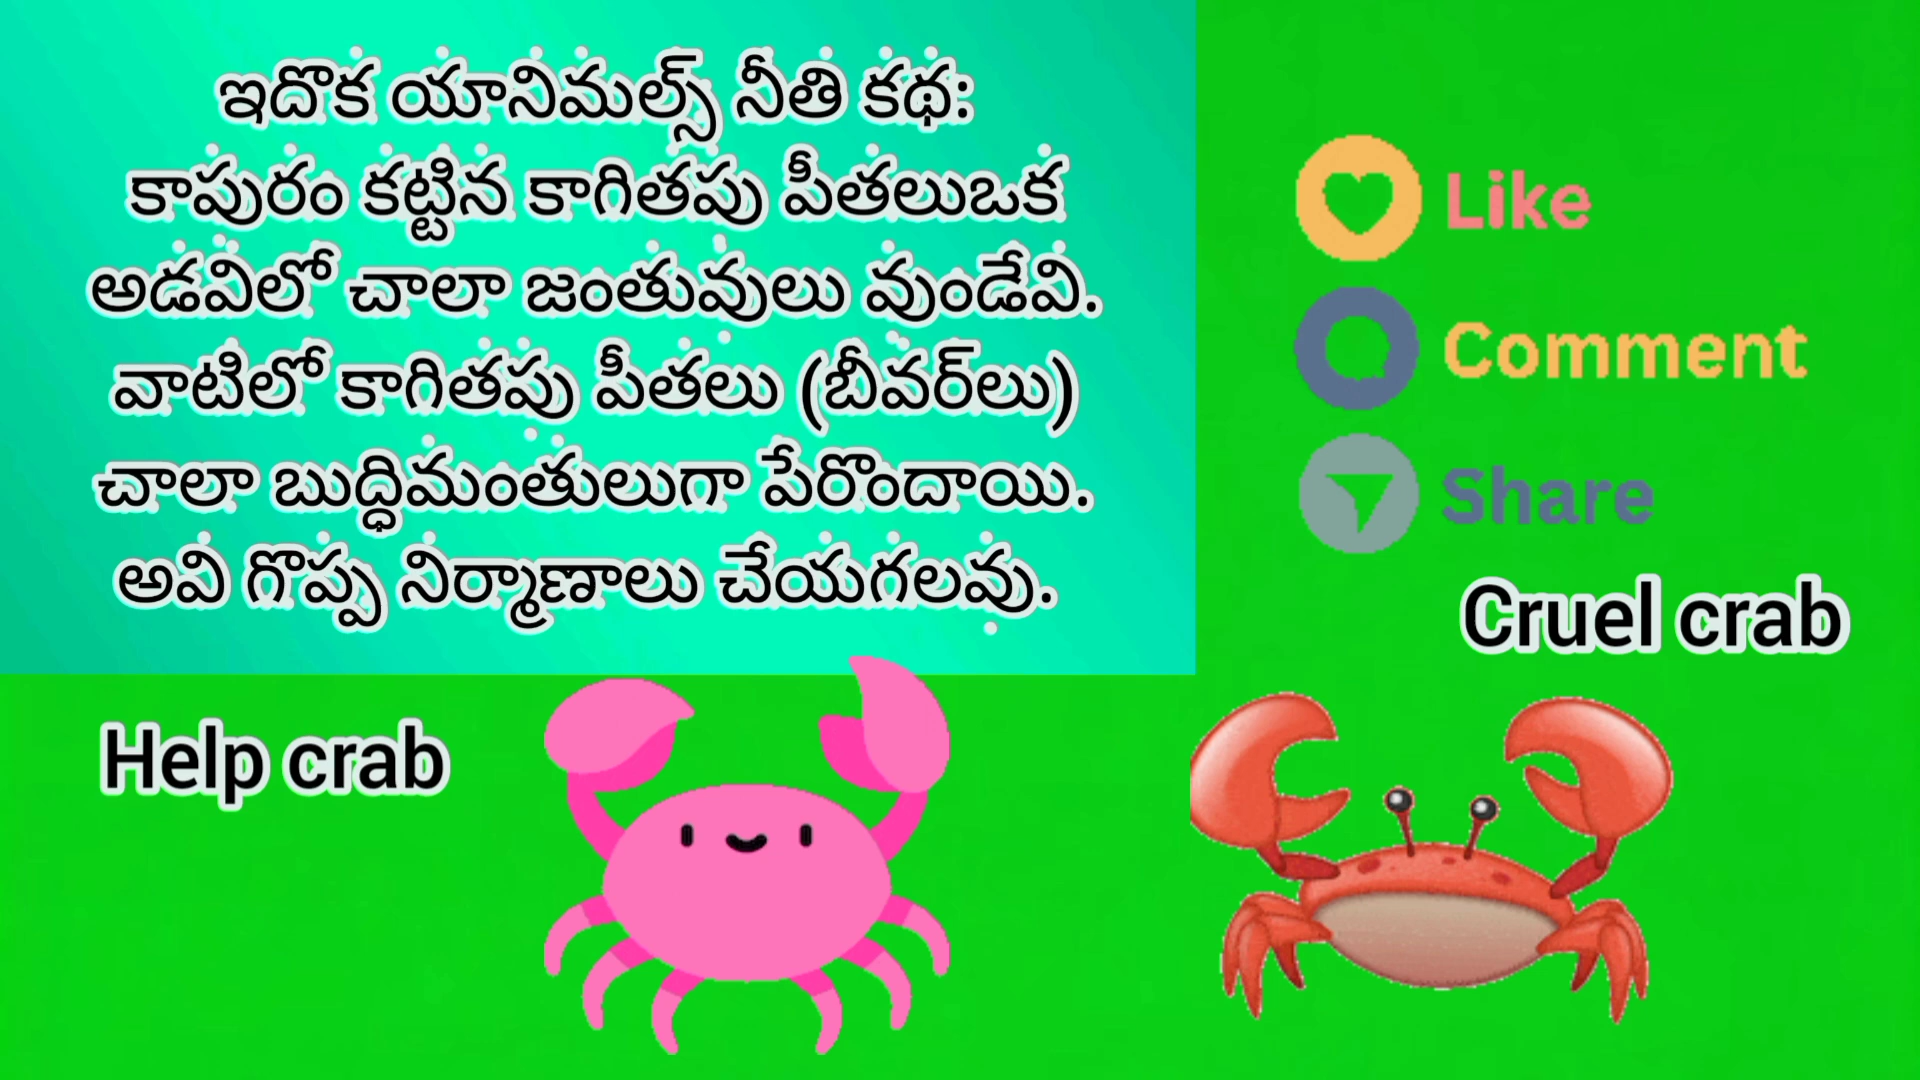 ఇదొక యానిమల్స్ నీతి కథ:
కాపురం కట్టిన కాగితపు పీతలుఒక
అడవిలో చాలా జంతువులు వుండేవి.
వాటిలో కాగితపు పీతలు (బీవర్‌లు)
చాలా బుద్ధిమంతులుగా పేరొందాయి.
అవి గొప్ప నిర్మాణాలు చేయగలవు.
Like
Comment
Share
Cruel crab
Help crab